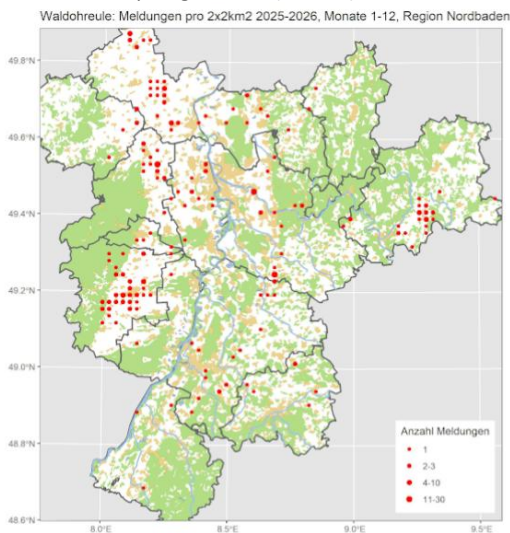 Waldohreule: Meldungen pro 2x2km2 2025-2026, Monate 1-12, Region Nordbaden
49.8°N
49.6°N
49.4°N
49.2°N
49.0°N
48.8°N
48.6°N
8.0°E
8.5°E
9.0°E
9.5°E
Anzahl Meldungen
1
2-3
4-10
11-30